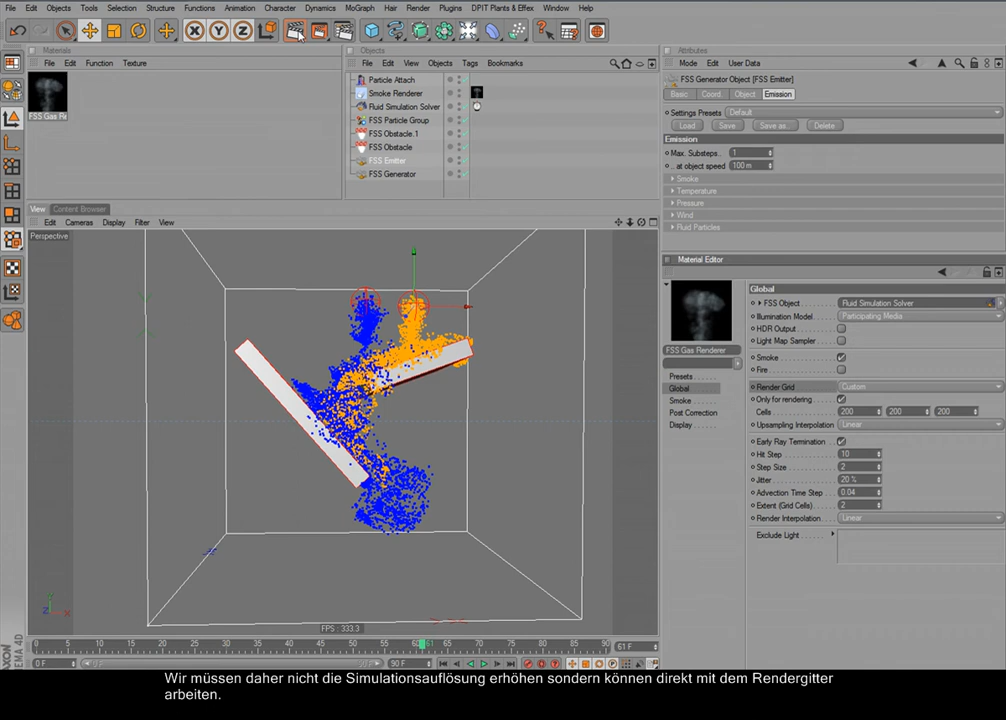 File Edit Objects Tools Selection Structure Functions Animation Character Dynamics MoGraph Hair Render Plugins DPIT Plants & Effex Window Help
Materials
File Edit Function Texture
FSS Gas Re
Objects
File Edit View Objects Tags Bookmarks
Particle Attach
Smoke Renderer
Fluid Simulation Solver
FSS Particle Group
FSS Obstacle.1
FSS Obstacle
FSS Emitter
FSS Generator
Attributes
Mode Edit User Data
FSS Generator Object [FSS Emitter]
Basic Coord. Object Emission
Settings Presets Default
Load Save Save as... Delete
Emission
Max. Substeps. 1
.. at object speed 100 m
Smoke
Temperature
Pressure
Wind
Fluid Particles
View Content Browser
Edit Cameras Display Filter View
Perspective
FPS : 333.3
Material Editor
FSS Gas Renderer
Presets
Global
Smoke
Post Correction
Display
Global
FSS Object Fluid Simulation Solver
Illumination Model Participating Media
HDR Output
Light Map Sampler
Smoke
Fire
Render Grid Custom
Only for rendering
Cells 200 200 200
Upsampling Interpolation Linear
Early Ray Termination
Hit Step 10
Step Size 2
Jitter 20 %
Advection Time Step 0.04
Extent (Grid Cells) 2
Render Interpolation Linear
Exclude Light
0 5 10 15 20 25 30 35 40 45 50 55 60 61 65 70 75 80 85 90 61 F
0 F 0 F 90 F 90 F
Wir müssen daher nicht die Simulationsauflösung erhöhen sondern können direkt mit dem Rendergitter
arbeiten.